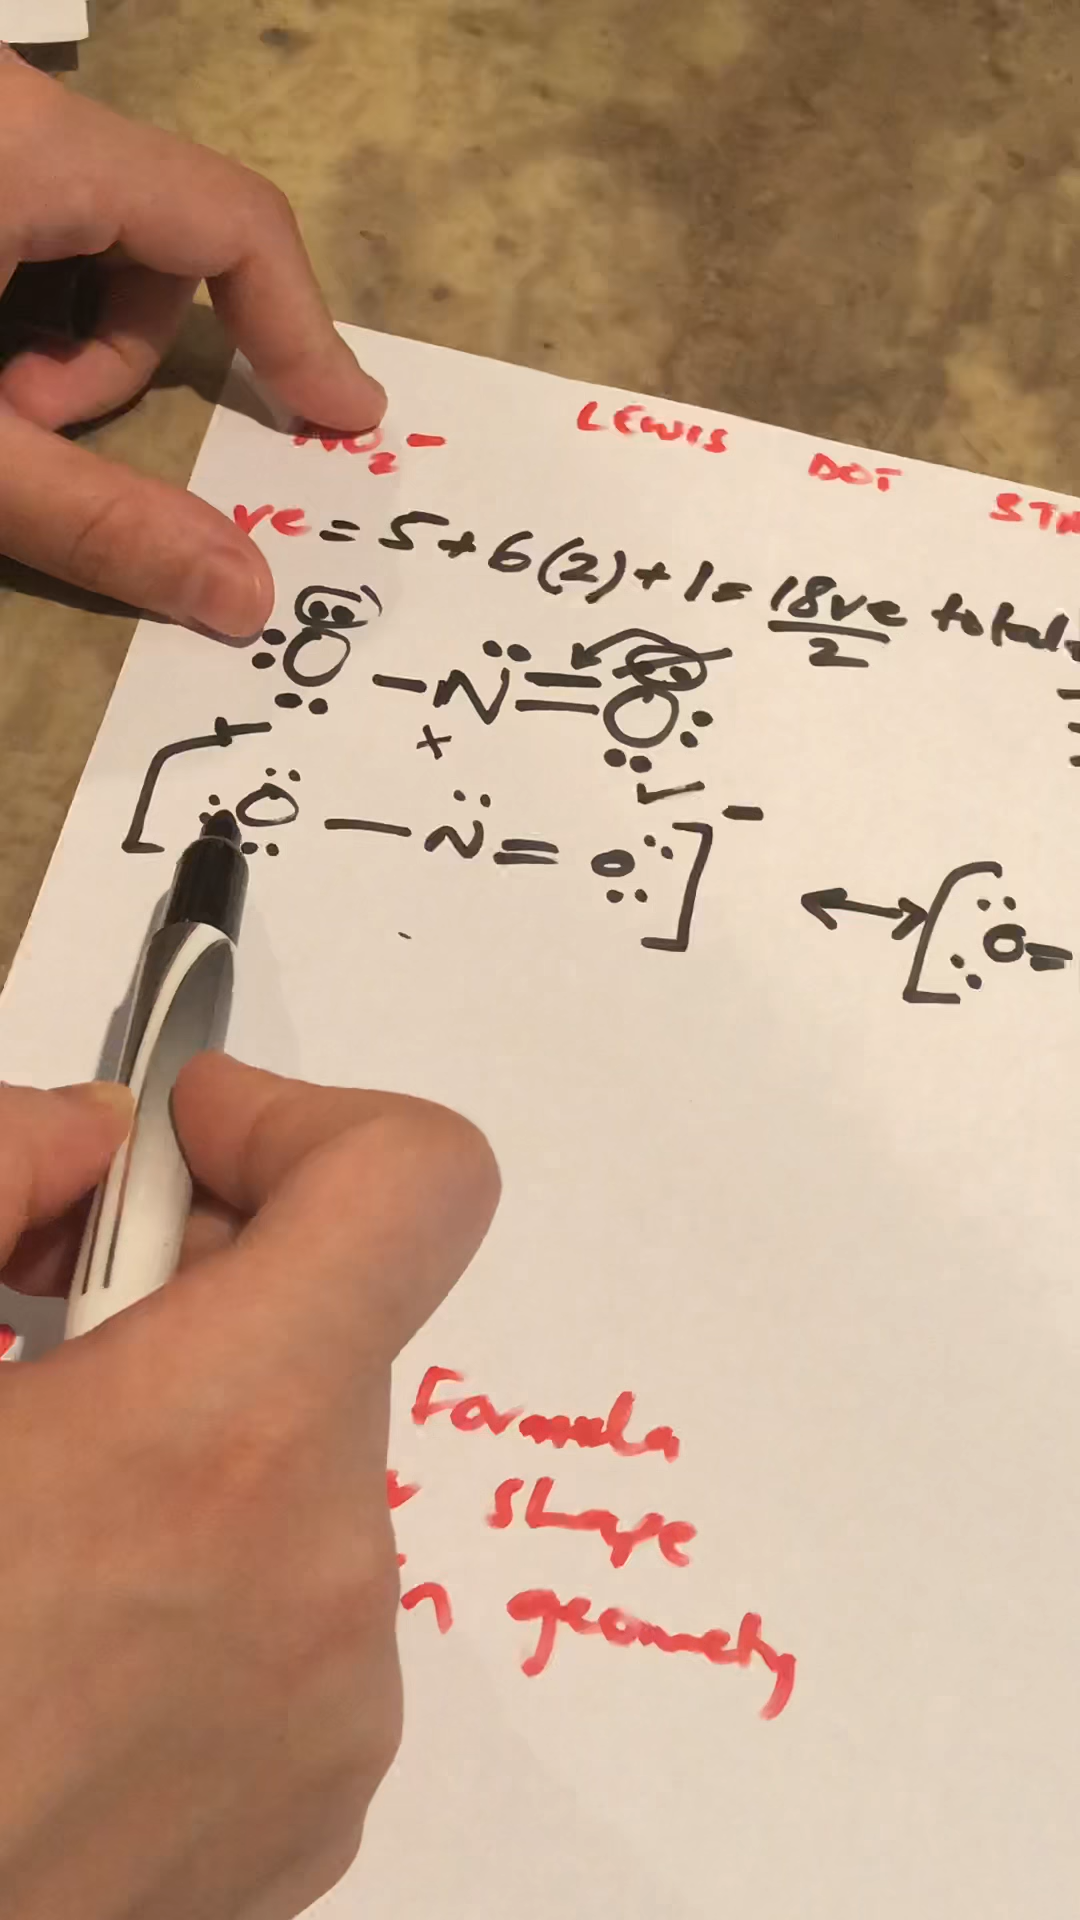 NO2- LEWIS DOT
ve = 5+6(2)+1= 18ve total
2
O - N = O
x
[ O - N = O ]- ↔ [ O =
Formula
shape
geometry